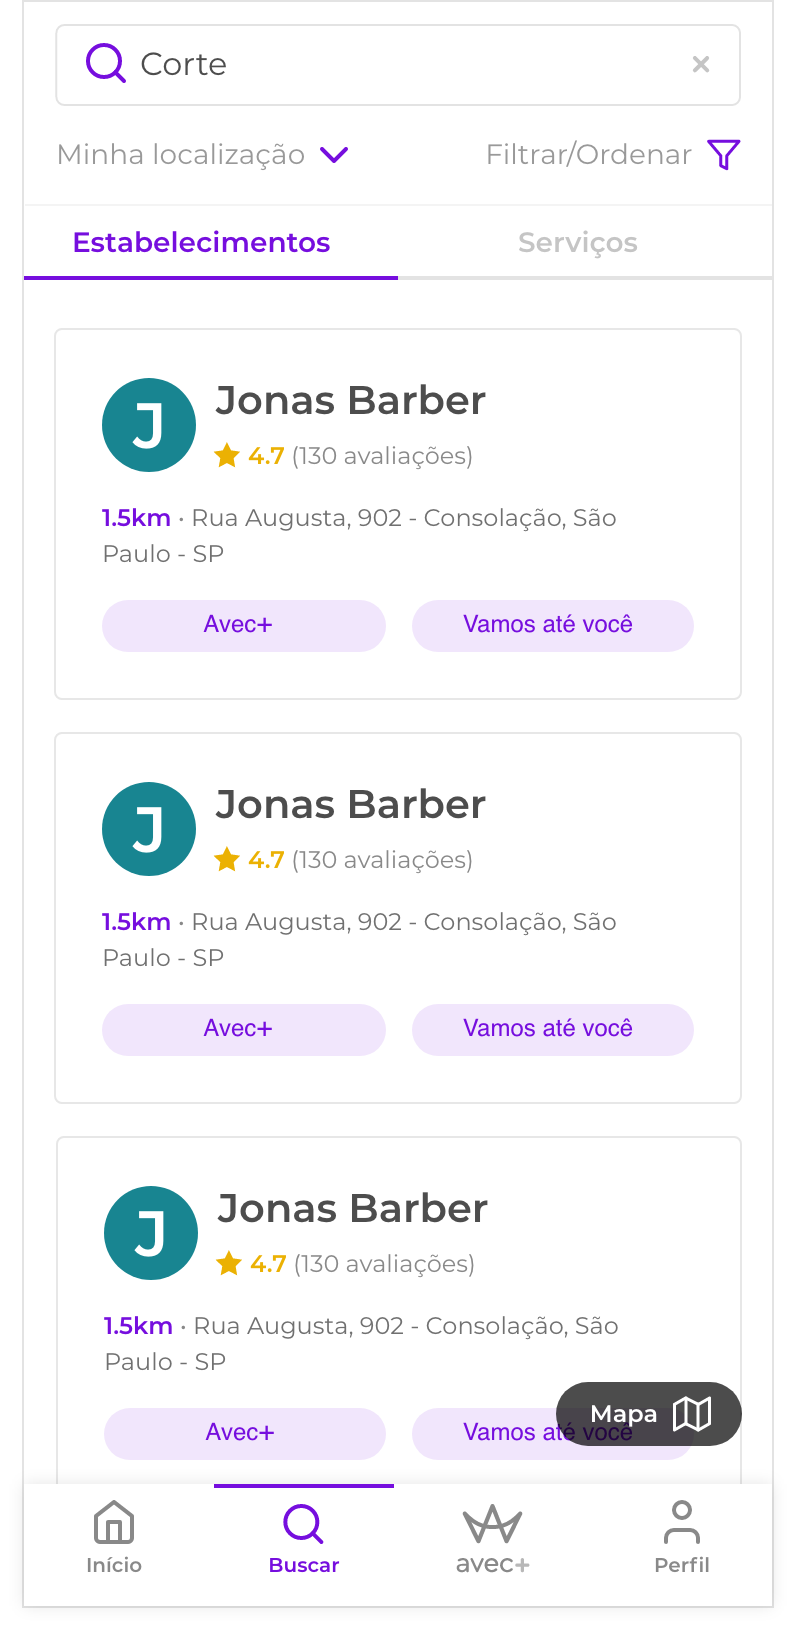 Corte
Minha localização
Filtrar/Ordenar
Estabelecimentos
Serviços
J
Jonas Barber
4.7 (130 avaliações)
1.5km • Rua Augusta, 902 - Consolação, São
Paulo - SP
Avec+
Vamos até você
J
Jonas Barber
4.7 (130 avaliações)
1.5km • Rua Augusta, 902 - Consolação, São
Paulo - SP
Avec+
Vamos até você
J
Jonas Barber
4.7 (130 avaliações)
1.5km • Rua Augusta, 902 - Consolação, São
Paulo - SP
Avec+
Vamos até você
Mapa
Início
Buscar
avec+
Perfil